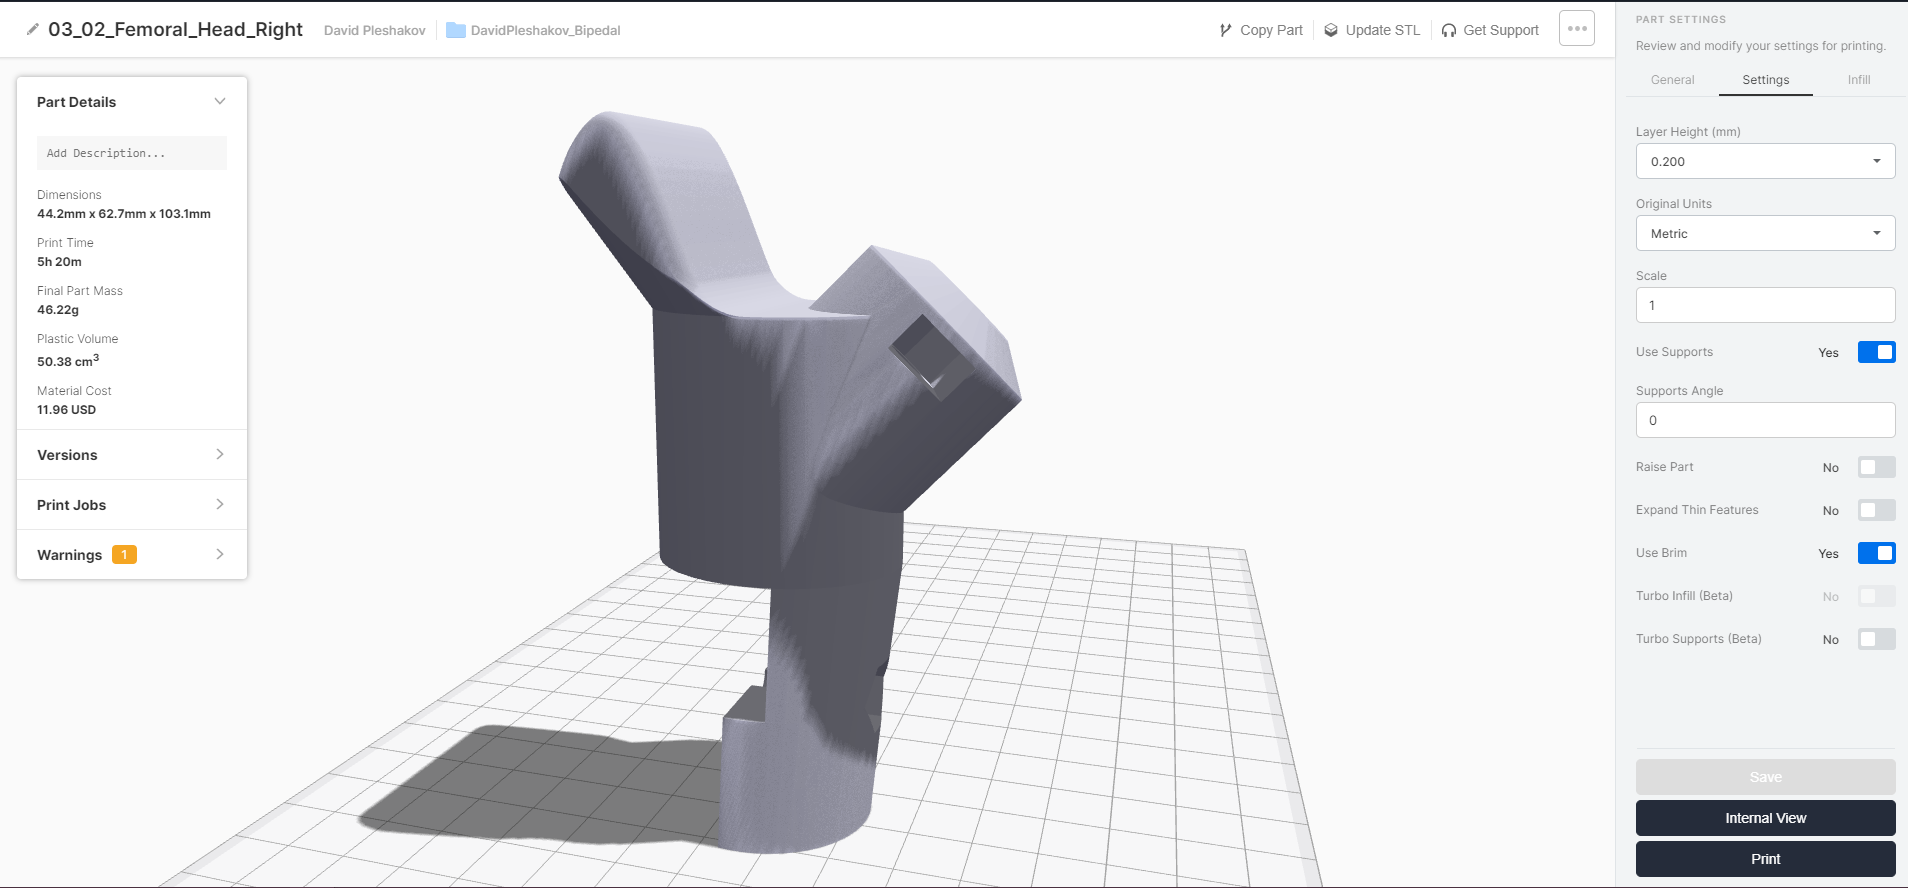 03_02_Femoral_Head_Right
David Pleshakov
DavidPleshakov_Bipedal
Copy Part
Update STL
Get Support
Part Details
Add Description...
Dimensions
44.2mm x 62.7mm x 103.1mm
Print Time
5h 20m
Final Part Mass
46.22g
Plastic Volume
50.38 cm³
Material Cost
11.96 USD
Versions
Print Jobs
Warnings 1
PART SETTINGS
Review and modify your settings for printing.
General Settings Infill
Layer Height (mm)
0.200
Original Units
Metric
Scale
1
Use Supports Yes
Supports Angle
0
Raise Part No
Expand Thin Features No
Use Brim Yes
Turbo Infill (Beta) No
Turbo Supports (Beta) No
Save
Internal View
Print